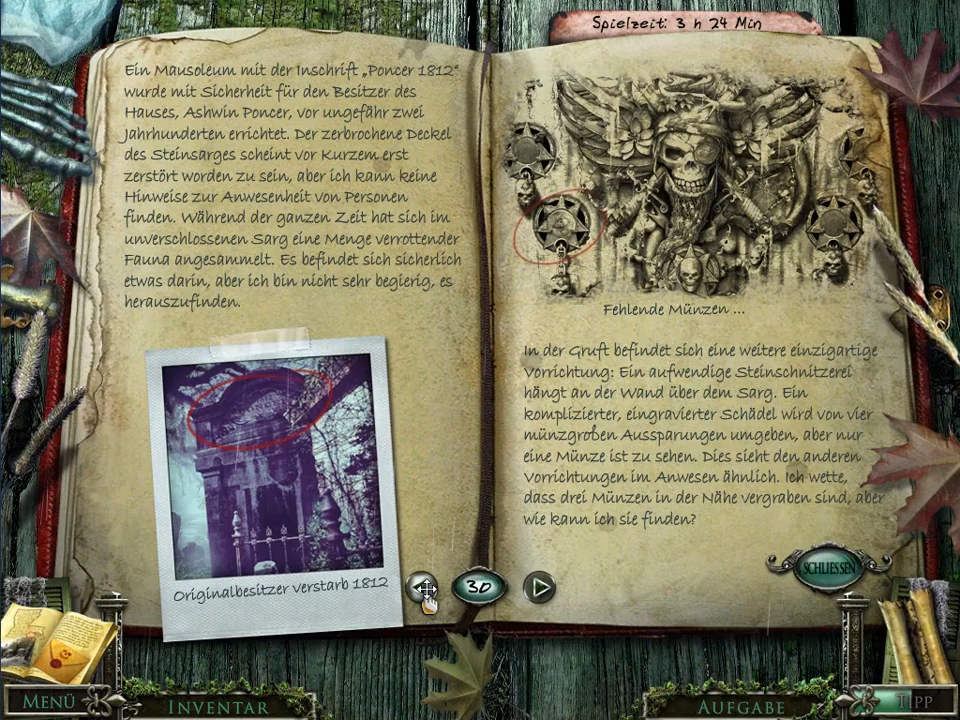 Spielzeit: 3 h 24 Min
Ein Mausoleum mit der Inschrift „Poncer 1812“
wurde mit Sicherheit für den Besitzer des
Hauses, Ashwin Poncer, vor ungefähr zwei
Jahrhunderten errichtet. Der zerbrochene Deckel
des Steinsarges scheint vor Kurzem erst
zerstört worden zu sein, aber ich kann keine
Hinweise zur Anwesenheit von Personen
finden. Während der ganzen Zeit hat sich im
unverschlossenen Sarg eine Menge verrottender
Fauna angesammelt. Es befindet sich sicherlich
etwas darin, aber ich bin nicht sehr begierig, es
herauszufinden.
Originalbesitzer verstarb 1812
Fehlende Münzen ...
In der Gruft befindet sich eine weitere einzigartige
Vorrichtung: Ein aufwendige Steinschnitzerei
hängt an der Wand über dem Sarg. Ein
komplizierter, eingravierter Schädel wird von vier
münzgroßen Aussparungen umgeben, aber nur
eine Münze ist zu sehen. Dies sieht den anderen
Vorrichtungen im Anwesen ähnlich. Ich wette,
dass drei Münzen in der Nähe vergraben sind, aber
wie kann ich sie finden?
SCHLIESSEN
30
MENÜ
INVENTAR
AUFGABE
TIPP